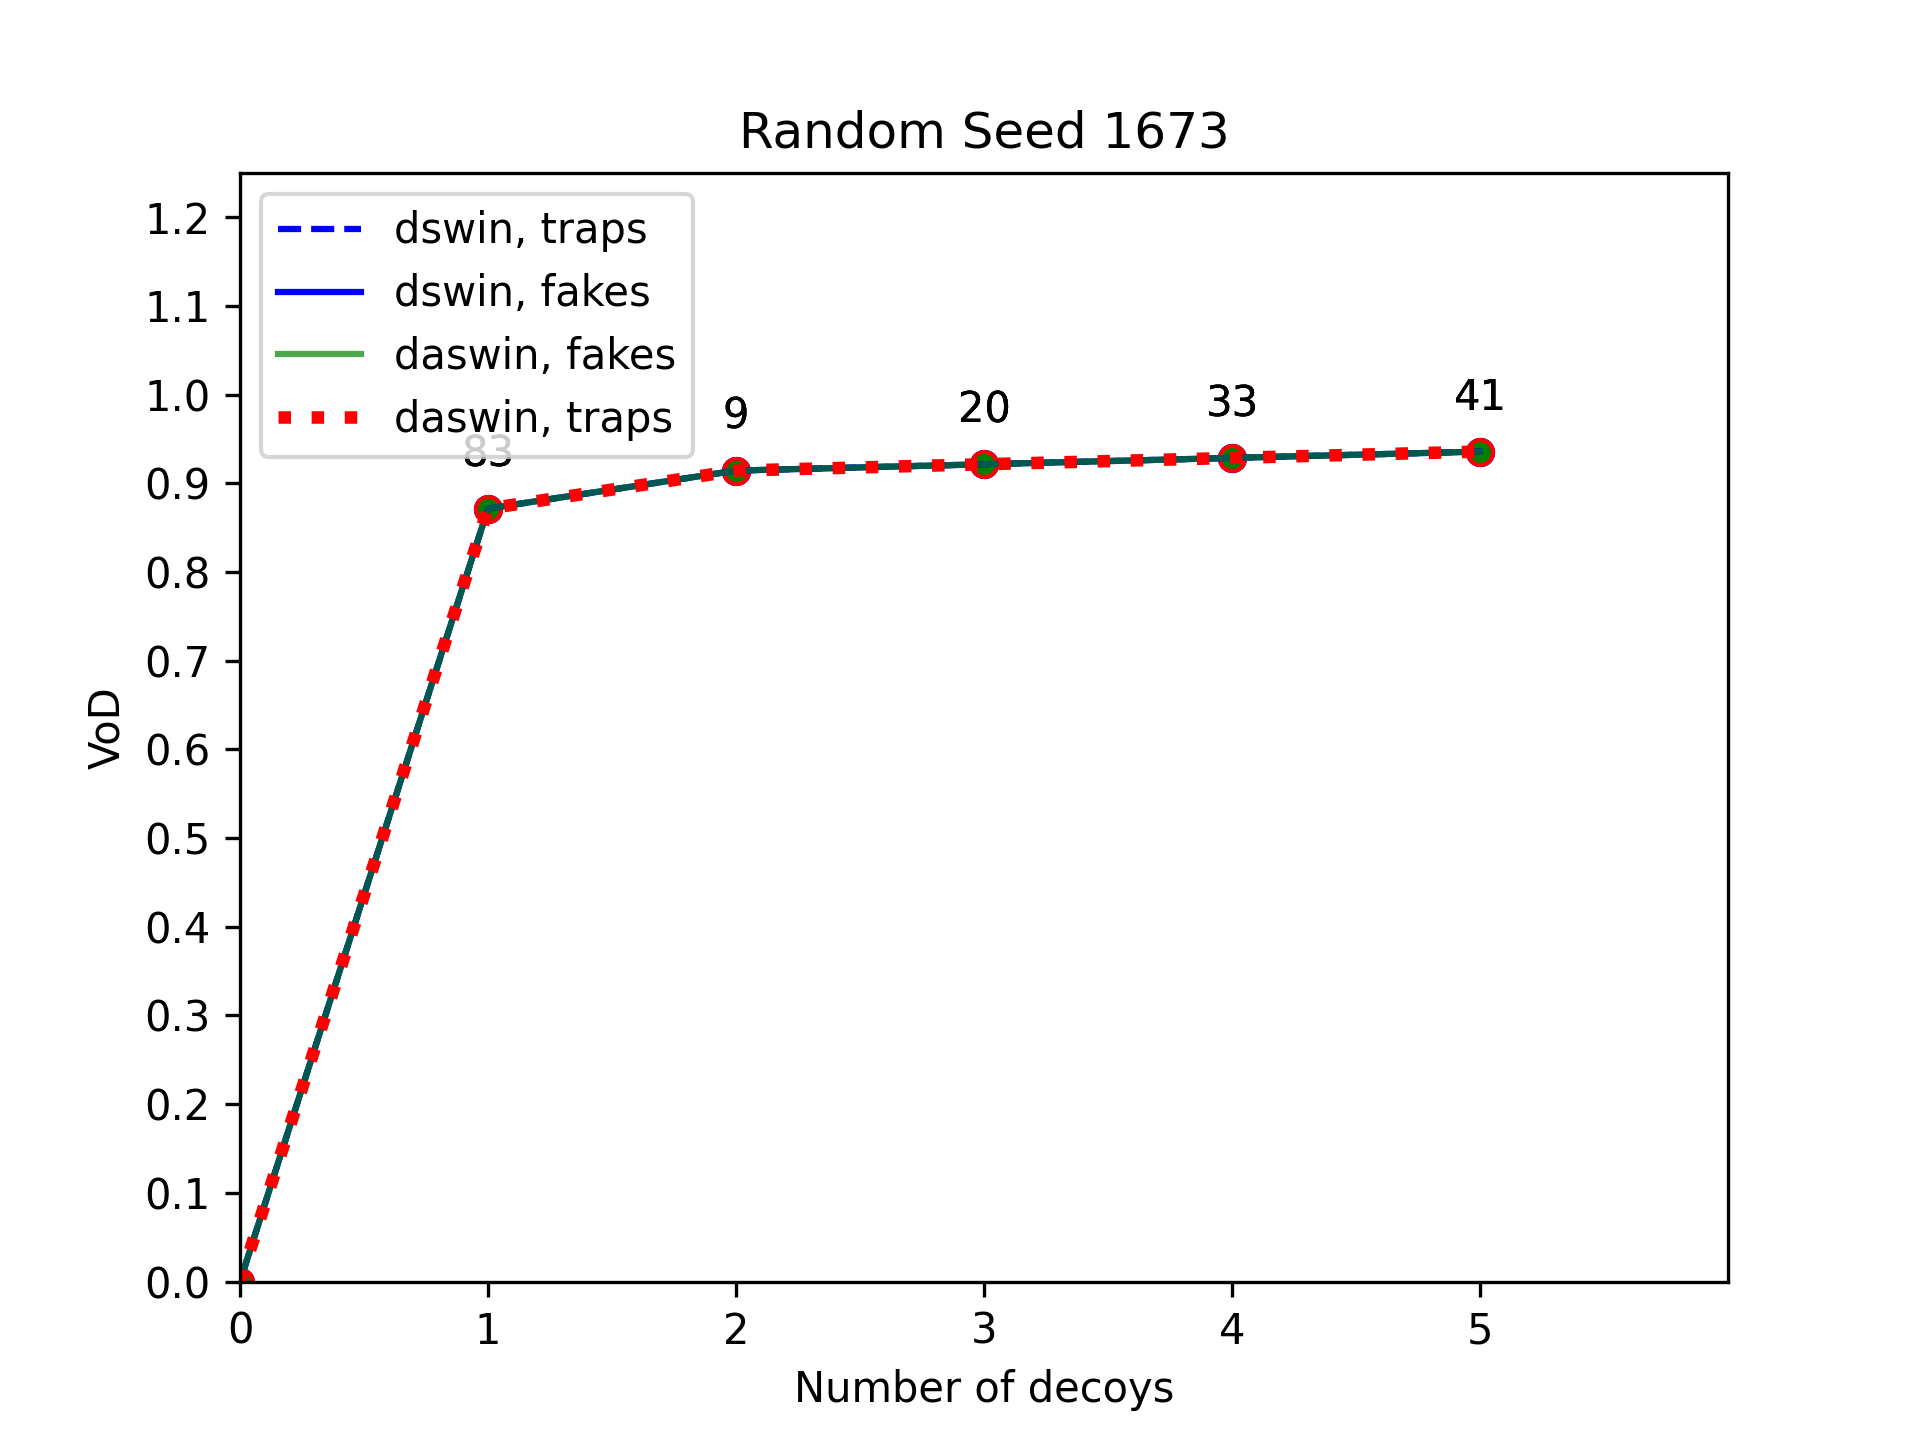 Random Seed 1673
dswin, traps
dswin, fakes
daswin, fakes
daswin, traps
83
9
20
33
41
1.2
1.1
1.0
0.9
0.8
0.7
0.6
0.5
0.4
0.3
0.2
0.1
0.0
VoD
0 1 2 3 4 5
Number of decoys